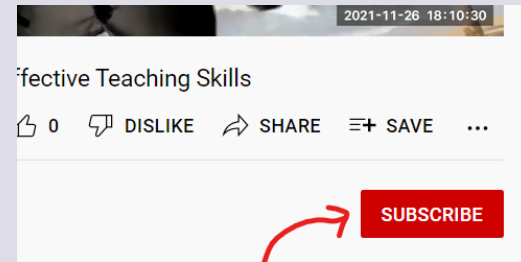 2021-11-26 18:10:30
ffective Teaching Skills
0 DISLIKE SHARE SAVE ...
SUBSCRIBE